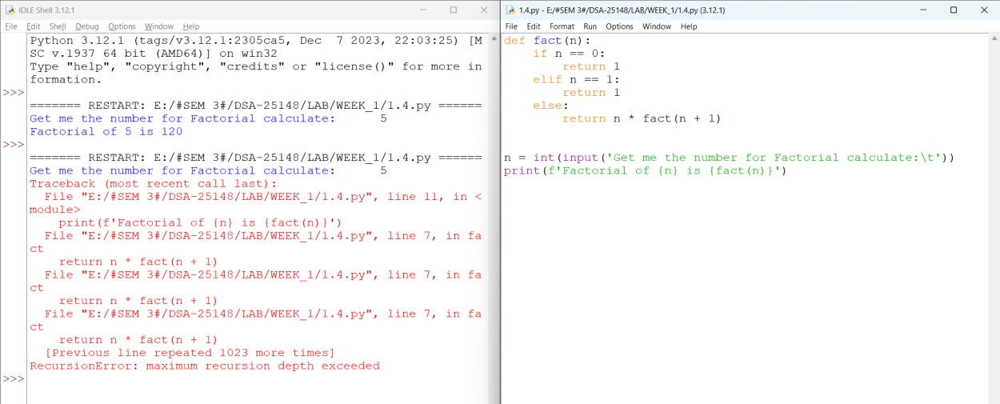 IDLE Shell 3.12.1
File Edit Shell Debug Options Window Help
Python 3.12.1 (tags/v3.12.1:2305ca5, Dec  7 2023, 22:03:25) [M
SC v.1937 64 bit (AMD64)] on win32
Type "help", "copyright", "credits" or "license()" for more in
formation.
>>>
======= RESTART: E:/#SEM 3#/DSA-25148/LAB/WEEK_1/1.4.py ======
Get me the number for Factorial calculate:	5
Factorial of 5 is 120
>>>
======= RESTART: E:/#SEM 3#/DSA-25148/LAB/WEEK_1/1.4.py ======
Get me the number for Factorial calculate:	5
Traceback (most recent call last):
  File "E:/#SEM 3#/DSA-25148/LAB/WEEK_1/1.4.py", line 11, in <
module>
    print(f'Factorial of {n} is {fact(n)}')
  File "E:/#SEM 3#/DSA-25148/LAB/WEEK_1/1.4.py", line 7, in fa
ct
    return n * fact(n + 1)
  File "E:/#SEM 3#/DSA-25148/LAB/WEEK_1/1.4.py", line 7, in fa
ct
    return n * fact(n + 1)
  File "E:/#SEM 3#/DSA-25148/LAB/WEEK_1/1.4.py", line 7, in fa
ct
    return n * fact(n + 1)
  [Previous line repeated 1023 more times]
RecursionError: maximum recursion depth exceeded
>>>
1.4.py - E:/#SEM 3#/DSA-25148/LAB/WEEK_1/1.4.py (3.12.1)
File Edit Format Run Options Window Help
def fact(n):
    if n == 0:
        return 1
    elif n == 1:
        return 1
    else:
        return n * fact(n + 1)
n = int(input('Get me the number for Factorial calculate:\t'))
print(f'Factorial of {n} is {fact(n)}')